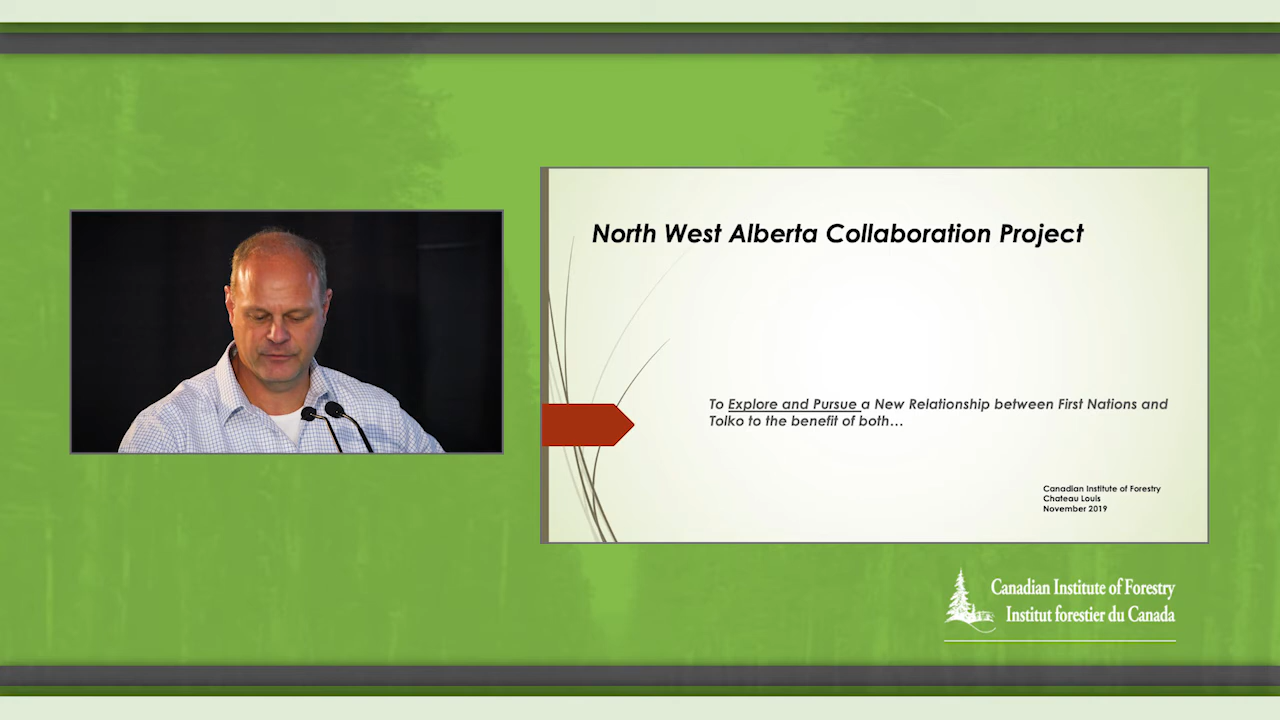 North West Alberta Collaboration Project
To Explore and Pursue a New Relationship between First Nations and
Tolko to the benefit of both...
Canadian Institute of Forestry
Chateau Louis
November 2019
Canadian Institute of Forestry
Institut forestier du Canada